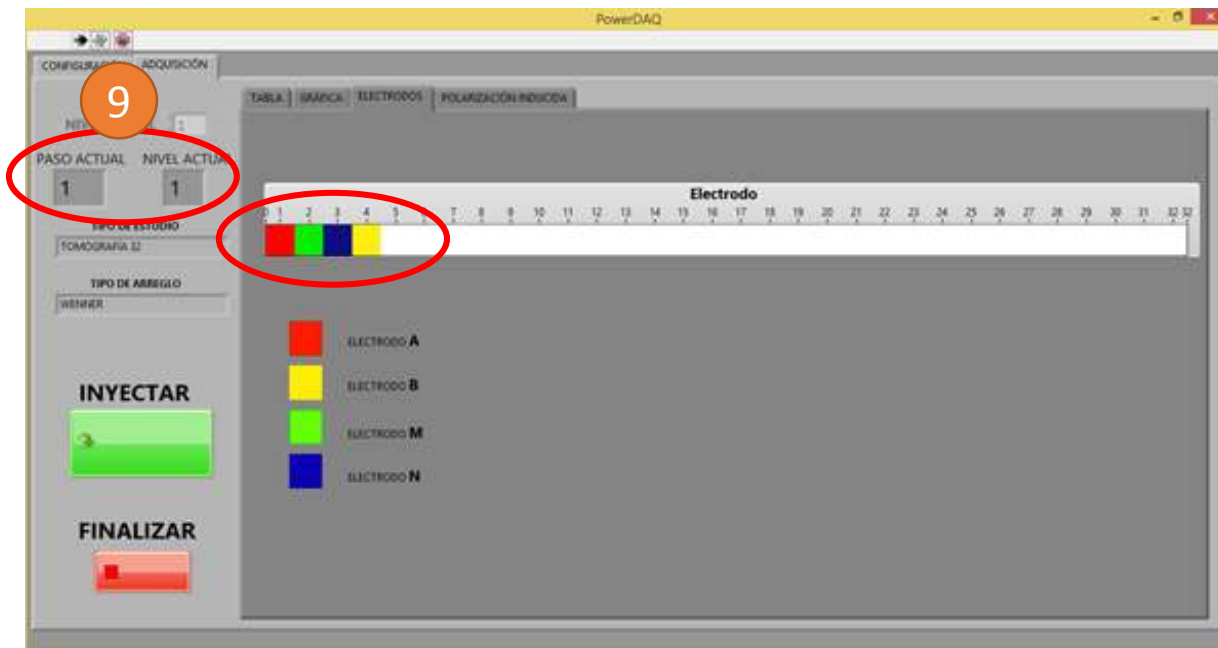 PowerDAQ
ADQUISICIÓN
9
TABLA GRÁFICA ELECTRODOS POLARIZACIÓN INDUCIDA
PASO ACTUAL NIVEL ACTUAL
1 1
Electrodo
0 1 2 3 4 5 6 7 8 9 10 11 12 13 14 15 16 17 18 19 20 21 22 23 24 25 26 27 28 29 30 31 32 32
TIPO DE ESTUDIO
TOMOGRAFÍA 32
TIPO DE ARREGLO
WENNER
ELECTRODO A
ELECTRODO B
INYECTAR
ELECTRODO M
ELECTRODO N
FINALIZAR